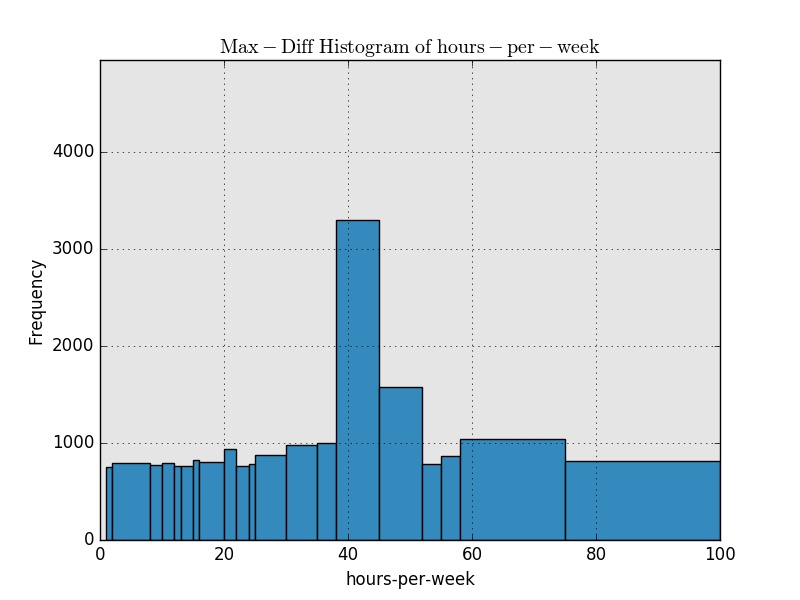 Max − Diff Histogram of hours − per − week
4000
3000
2000
1000
0
Frequency
0 20 40 60 80 100
hours-per-week